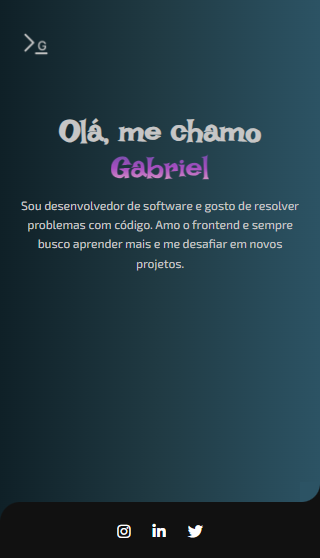 G
Olá, me chamo
Gabriel
Sou desenvolvedor de software e gosto de resolver
problemas com código. Amo o frontend e sempre
busco aprender mais e me desafiar em novos
projetos.